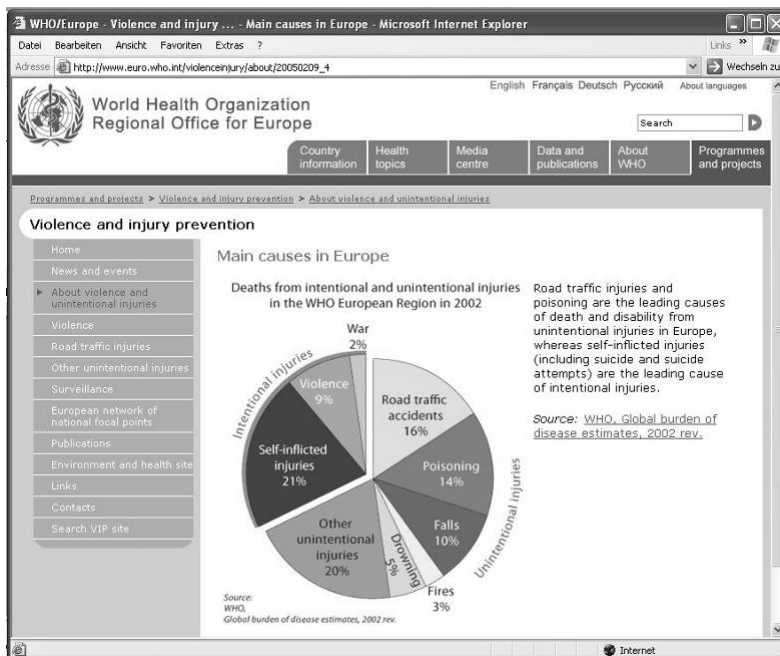 WHO/Europe - Violence and injury ... - Main causes in Europe - Microsoft Internet Explorer
Datei Bearbeiten Ansicht Favoriten Extras ?
Links »
Adresse http://www.euro.who.int/violenceinjury/about/20050209_4
Wechseln zu
English Français Deutsch Русский About languages
World Health Organization
Regional Office for Europe
Search
Country
information
Health
topics
Media
centre
Data and
publications
About
WHO
Programmes
and projects
Programmes and projects > Violence and injury prevention > About violence and unintentional injuries
Violence and injury prevention
Home
News and events
About violence and
unintentional injuries
Violence
Road traffic injuries
Other unintentional injuries
Surveillance
European network of
national focal points
Publications
Environment and health site
Links
Contacts
Search VIP site
Main causes in Europe
Deaths from intentional and unintentional injuries
in the WHO European Region in 2002
Intentional injuries
War
2%
Violence
9%
Self-inflicted
injuries
21%
Road traffic
accidents
16%
Poisoning
14%
Falls
10%
Unintentional injuries
Fires
3%
Drowning
5%
Other
unintentional
injuries
20%
Source:
WHO,
Global burden of disease estimates, 2002 rev.
Road traffic injuries and
poisoning are the leading causes
of death and disability from
unintentional injuries in Europe,
whereas self-inflicted injuries
(including suicide and suicide
attempts) are the leading cause
of intentional injuries.
Source: WHO, Global burden of
disease estimates, 2002 rev.
Internet